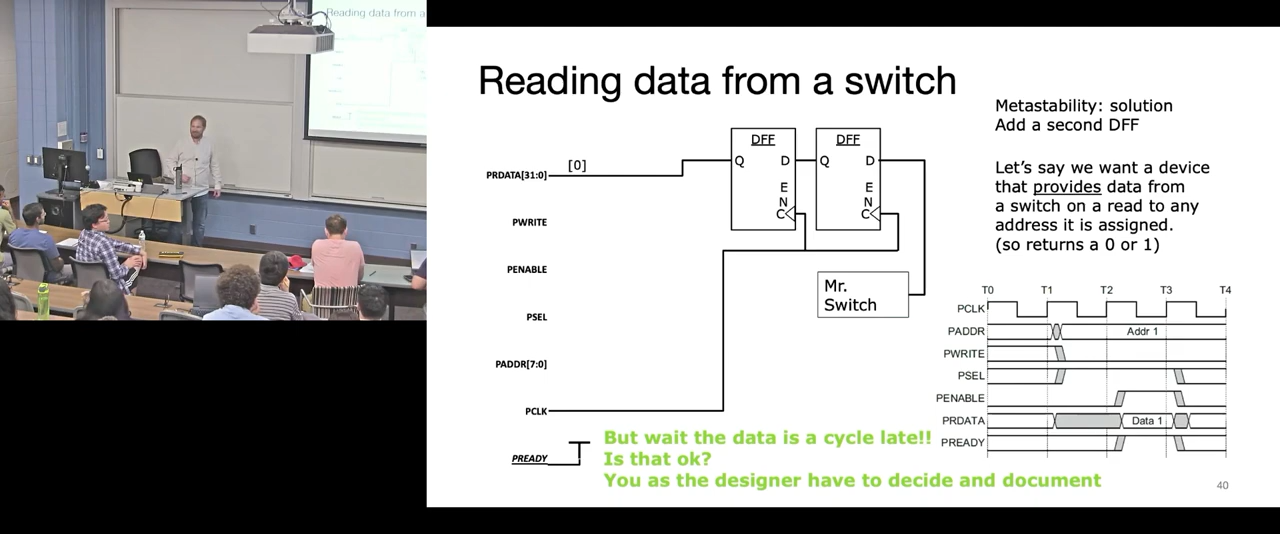 Reading data from a
Reading data from a switch
Metastability: solution
Add a second DFF
Let's say we want a device
that provides data from
a switch on a read to any
address it is assigned.
(so returns a 0 or 1)
DFF
DFF
Q
D
Q
D
E
N
C
E
N
C
PRDATA[31:0]
[0]
PWRITE
PENABLE
PSEL
PADDR[7:0]
PCLK
PREADY
Mr.
Switch
T0 T1 T2 T3 T4
PCLK
PADDR
Addr 1
PWRITE
PSEL
PENABLE
PRDATA
Data 1
PREADY
But wait the data is a cycle late!!
Is that ok?
You as the designer have to decide and document
40